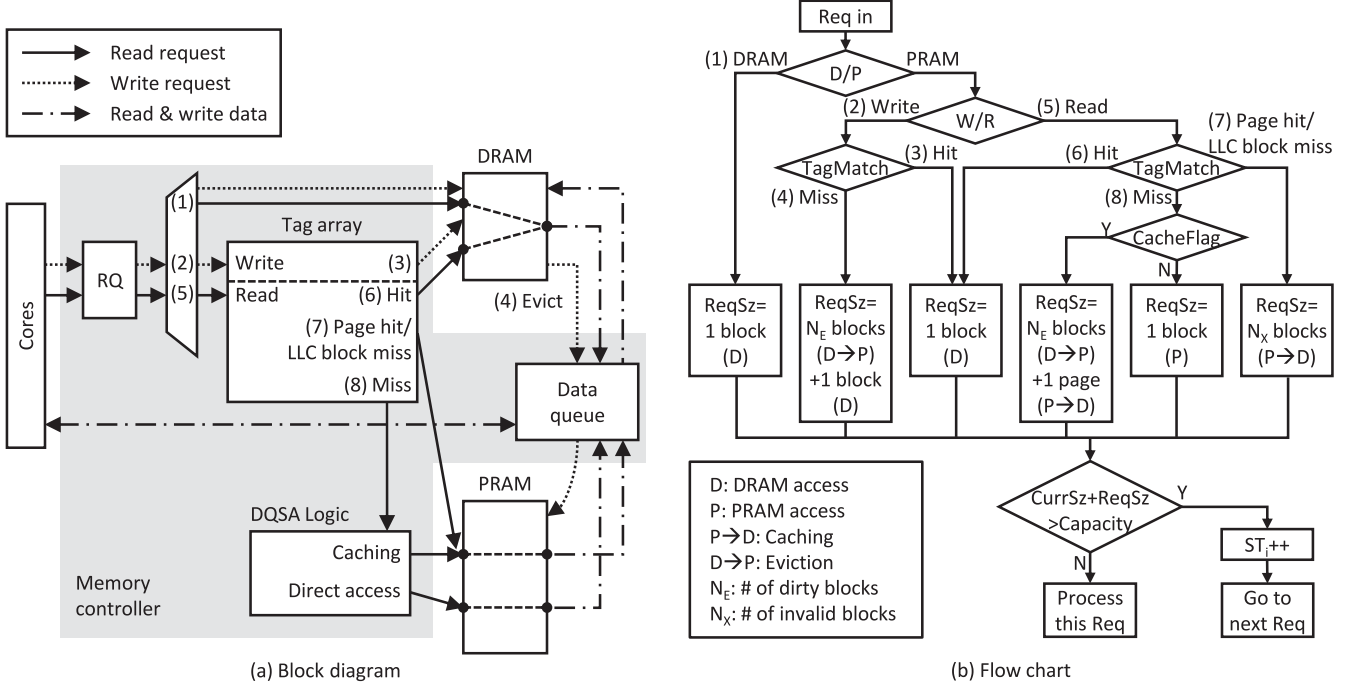 Read request
Write request
Read & write data
DRAM
(1)
Tag array
Cores
RQ
(2)
(5)
Write
(3)
Read
(6) Hit
(7) Page hit/
LLC block miss
(8) Miss
(4) Evict
Data
queue
PRAM
DQSA Logic
Caching
Direct access
Memory
controller
(a) Block diagram
Req in
(1) DRAM
PRAM
D/P
(2) Write
(5) Read
W/R
(7) Page hit/
LLC block miss
(3) Hit
(6) Hit
TagMatch
TagMatch
(4) Miss
(8) Miss
Y
CacheFlag
N
ReqSz=
1 block
(D)
ReqSz=
N_E blocks
(D→P)
+1 block
(D)
ReqSz=
1 block
(D)
ReqSz=
N_E blocks
(D→P)
+1 page
(P→D)
ReqSz=
1 block
(P)
ReqSz=
N_X blocks
(P→D)
D: DRAM access
P: PRAM access
P→D: Caching
D→P: Eviction
N_E: # of dirty blocks
N_X: # of invalid blocks
CurrSz+ReqSz
>Capacity
Y
N
ST_i++
Process
this Req
Go to
next Req
(b) Flow chart